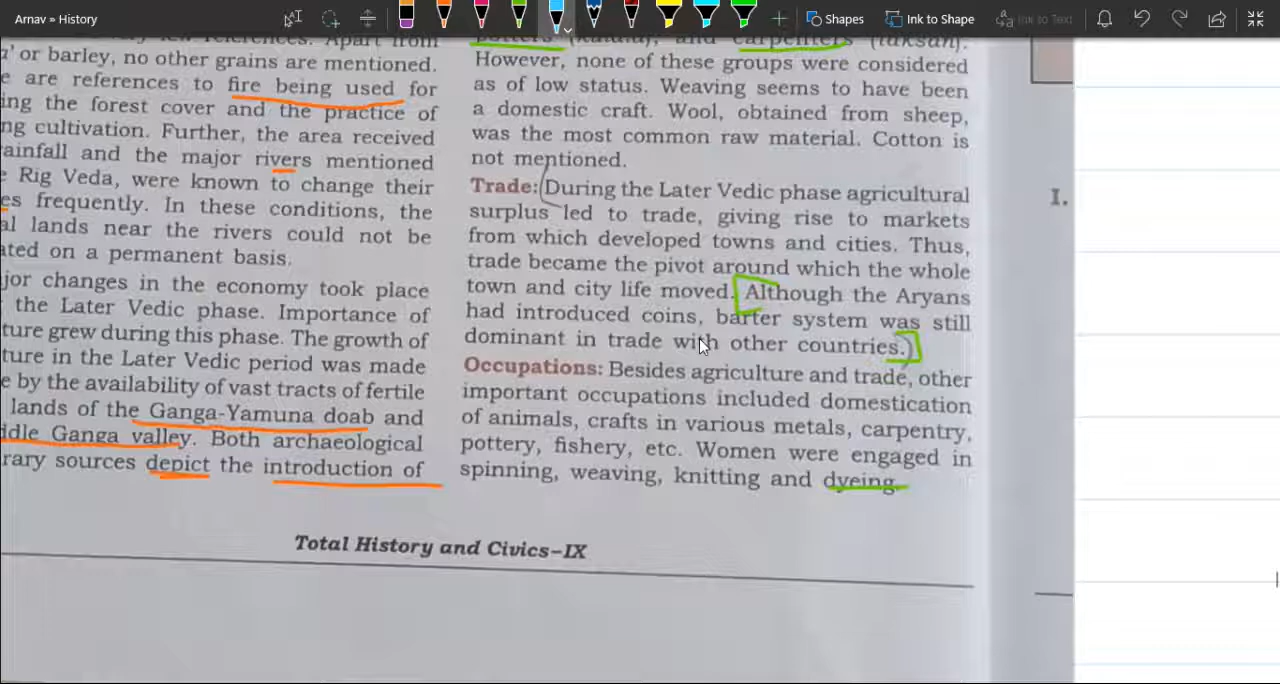 Arnav » History
Shapes
Ink to Shape
Ink to Text
references. Apart from
or barley, no other grains are mentioned.
e are references to fire being used for
ing the forest cover and the practice of
ng cultivation. Further, the area received
ainfall and the major rivers mentioned
e Rig Veda, were known to change their
es frequently. In these conditions, the
al lands near the rivers could not be
ated on a permanent basis.
jor changes in the economy took place
the Later Vedic phase. Importance of
ture grew during this phase. The growth of
ture in the Later Vedic period was made
e by the availability of vast tracts of fertile
lands of the Ganga-Yamuna doab and
ddle Ganga valley. Both archaeological
rary sources depict the introduction of
potters (kulala), and carpenters (taksan).
However, none of these groups were considered
as of low status. Weaving seems to have been
a domestic craft. Wool, obtained from sheep,
was the most common raw material. Cotton is
not mentioned.
Trade: During the Later Vedic phase agricultural
surplus led to trade, giving rise to markets
from which developed towns and cities. Thus,
trade became the pivot around which the whole
town and city life moved. Although the Aryans
had introduced coins, barter system was still
dominant in trade with other countries.
Occupations: Besides agriculture and trade, other
important occupations included domestication
of animals, crafts in various metals, carpentry,
pottery, fishery, etc. Women were engaged in
spinning, weaving, knitting and dyeing.
Total History and Civics–IX
I.